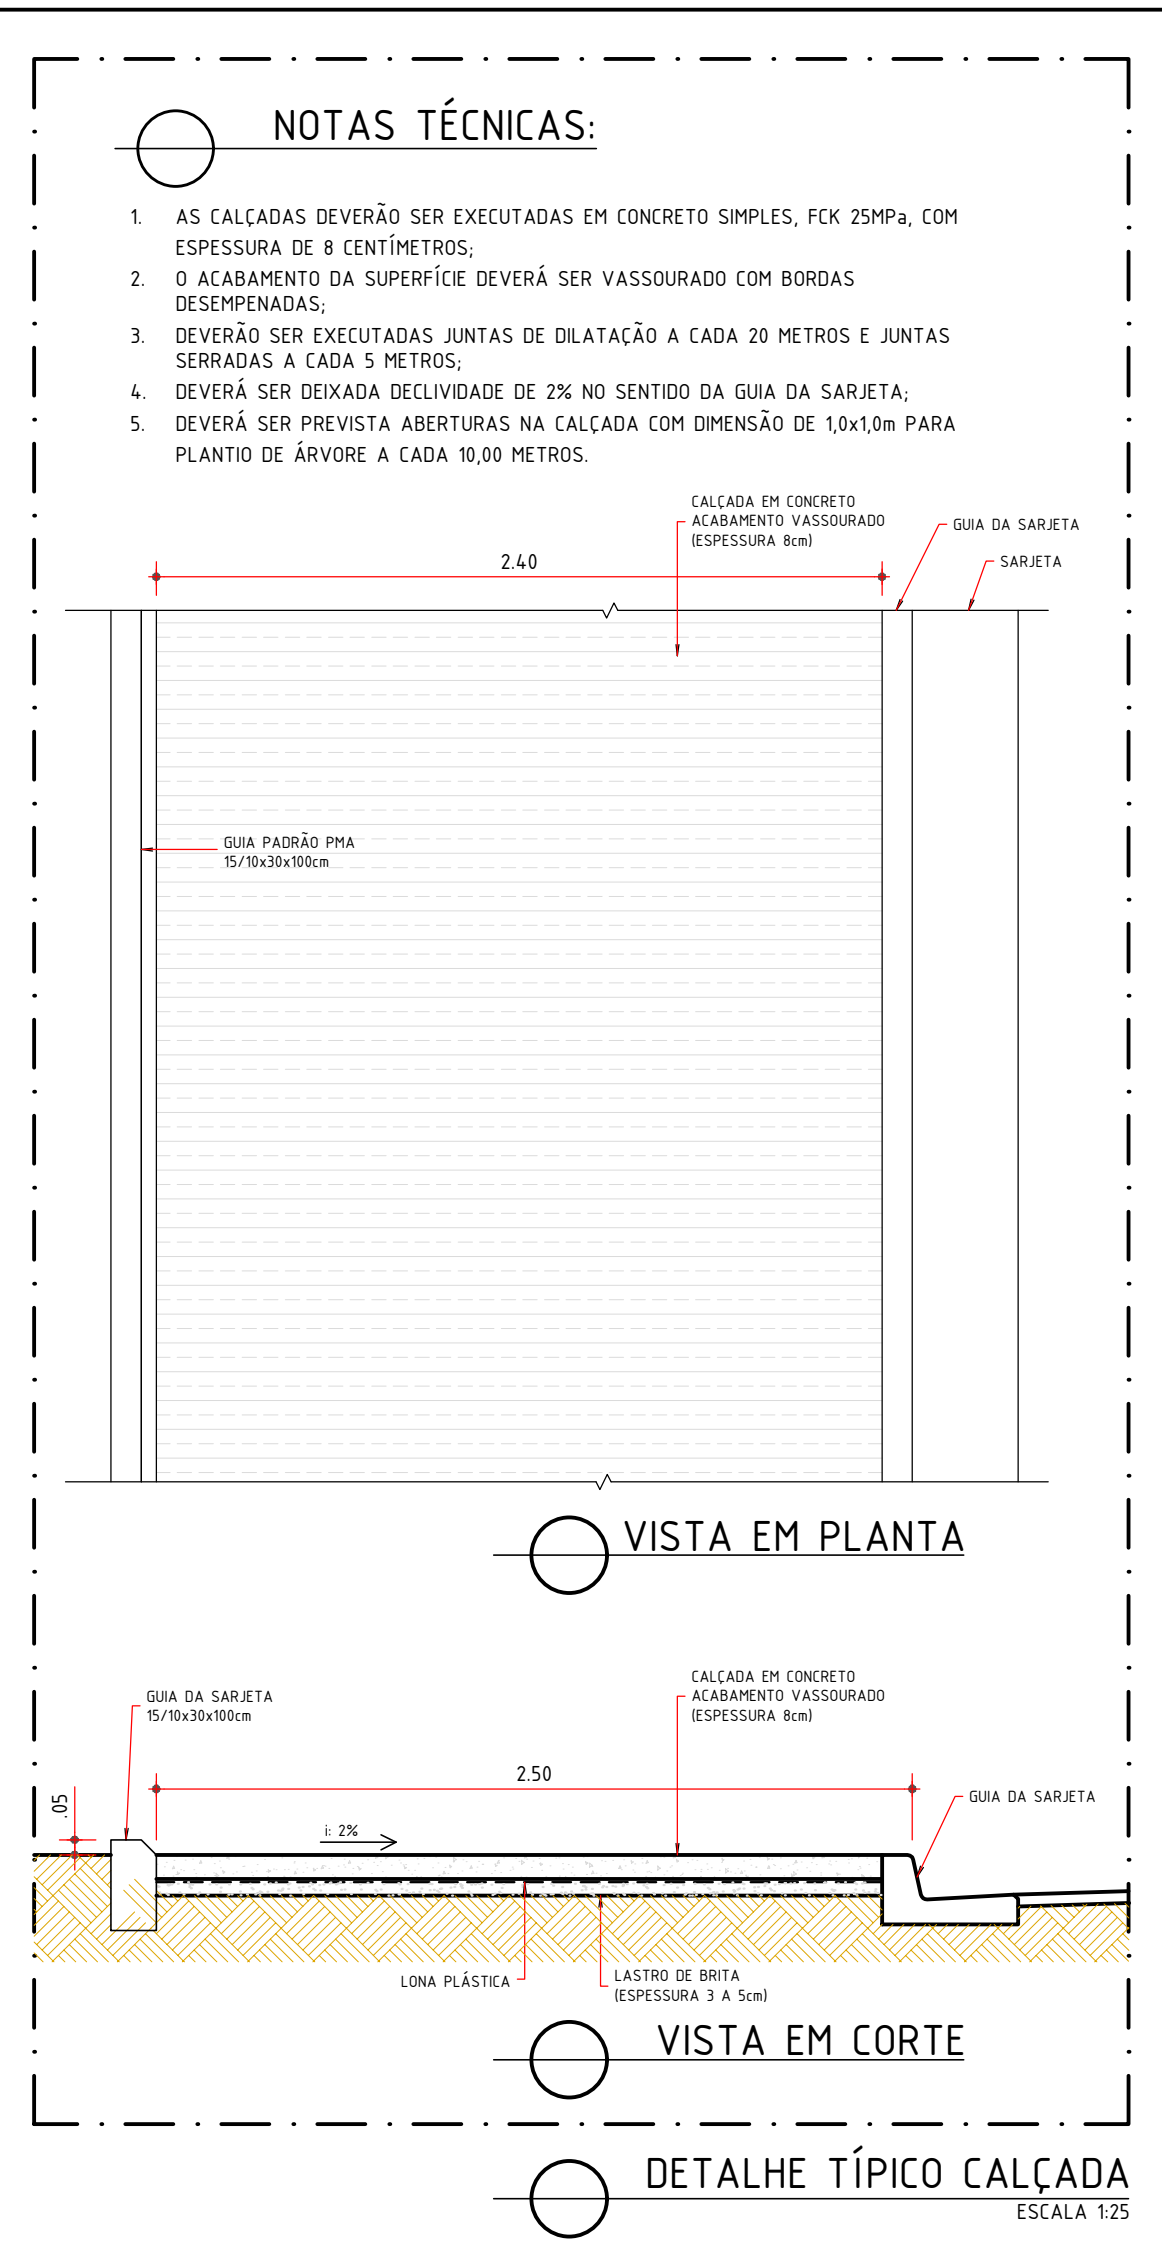 NOTAS TÉCNICAS:
1. AS CALÇADAS DEVERÃO SER EXECUTADAS EM CONCRETO SIMPLES, FCK 25MPa, COM
ESPESSURA DE 8 CENTÍMETROS;
2. O ACABAMENTO DA SUPERFÍCIE DEVERÁ SER VASSOURADO COM BORDAS
DESEMPENADAS;
3. DEVERÃO SER EXECUTADAS JUNTAS DE DILATAÇÃO A CADA 20 METROS E JUNTAS
SERRADAS A CADA 5 METROS;
4. DEVERÁ SER DEIXADA DECLIVIDADE DE 2% NO SENTIDO DA GUIA DA SARJETA;
5. DEVERÁ SER PREVISTA ABERTURAS NA CALÇADA COM DIMENSÃO DE 1,0x1,0m PARA
PLANTIO DE ÁRVORE A CADA 10,00 METROS.
CALÇADA EM CONCRETO
ACABAMENTO VASSOURADO
(ESPESSURA 8cm)
GUIA DA SARJETA
SARJETA
2.40
GUIA PADRÃO PMA
15/10x30x100cm
VISTA EM PLANTA
GUIA DA SARJETA
15/10x30x100cm
CALÇADA EM CONCRETO
ACABAMENTO VASSOURADO
(ESPESSURA 8cm)
2.50
GUIA DA SARJETA
.05
i: 2%
LONA PLÁSTICA
LASTRO DE BRITA
(ESPESSURA 3 A 5cm)
VISTA EM CORTE
DETALHE TÍPICO CALÇADA
ESCALA 1:25